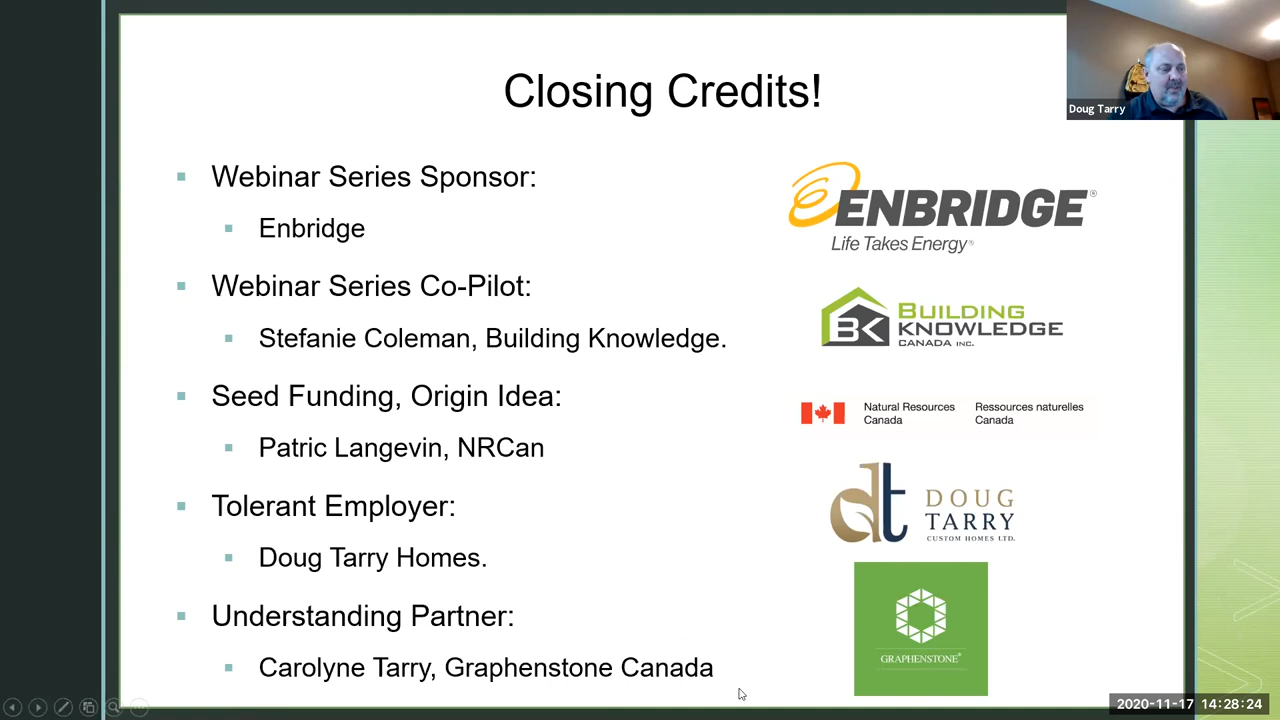 Closing Credits!
Doug Tarry
Webinar Series Sponsor:
Enbridge
ENBRIDGE®
Life Takes Energy®
Webinar Series Co-Pilot:
Stefanie Coleman, Building Knowledge.
BK
BUILDING
KNOWLEDGE
CANADA INC.
Seed Funding, Origin Idea:
Patric Langevin, NRCan
Natural Resources
Canada
Ressources naturelles
Canada
Tolerant Employer:
Doug Tarry Homes.
dt
DOUG
TARRY
CUSTOM HOMES LTD.
Understanding Partner:
Carolyne Tarry, Graphenstone Canada
GRAPHENSTONE®
2020-11-17 14:28:24